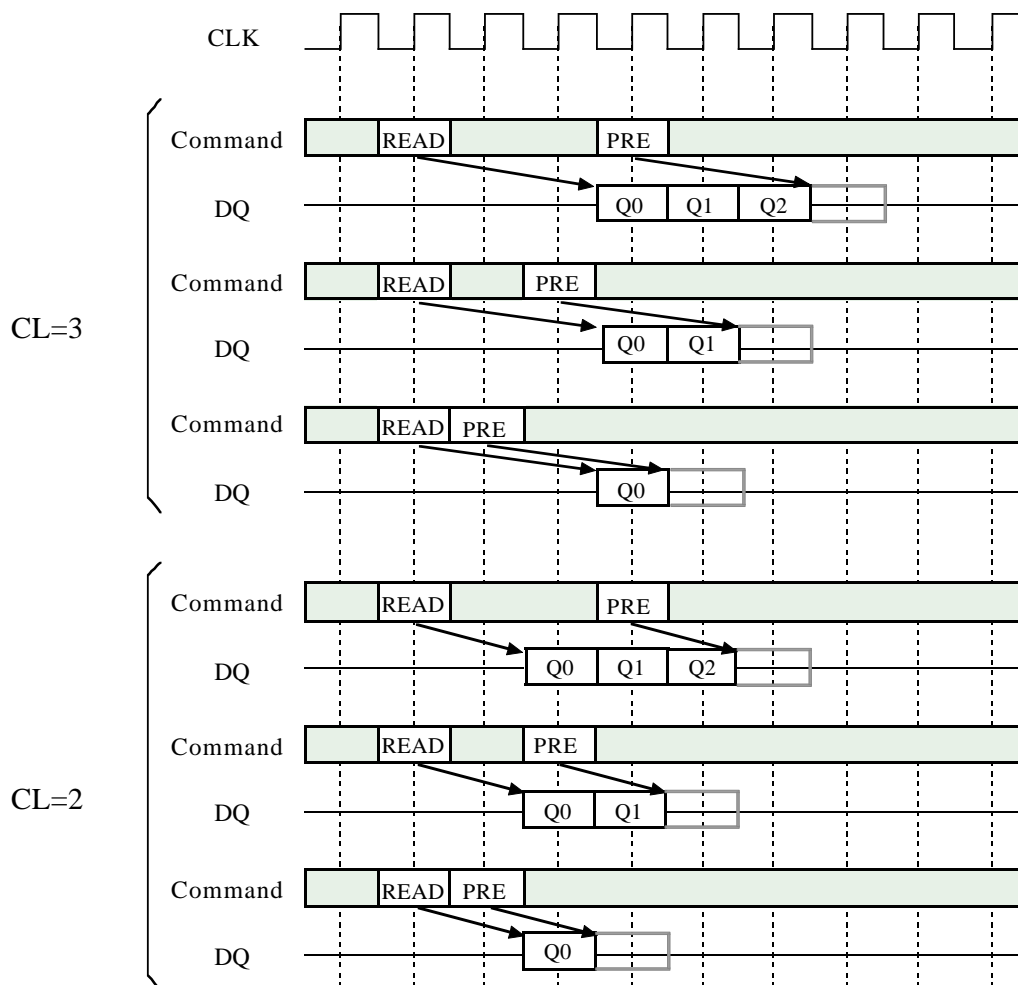 CLK
Command READ PRE
DQ Q0 Q1 Q2
Command READ PRE
CL=3
DQ Q0 Q1
Command READ PRE
DQ Q0
Command READ PRE
DQ Q0 Q1 Q2
Command READ PRE
CL=2
DQ Q0 Q1
Command READ PRE
DQ Q0